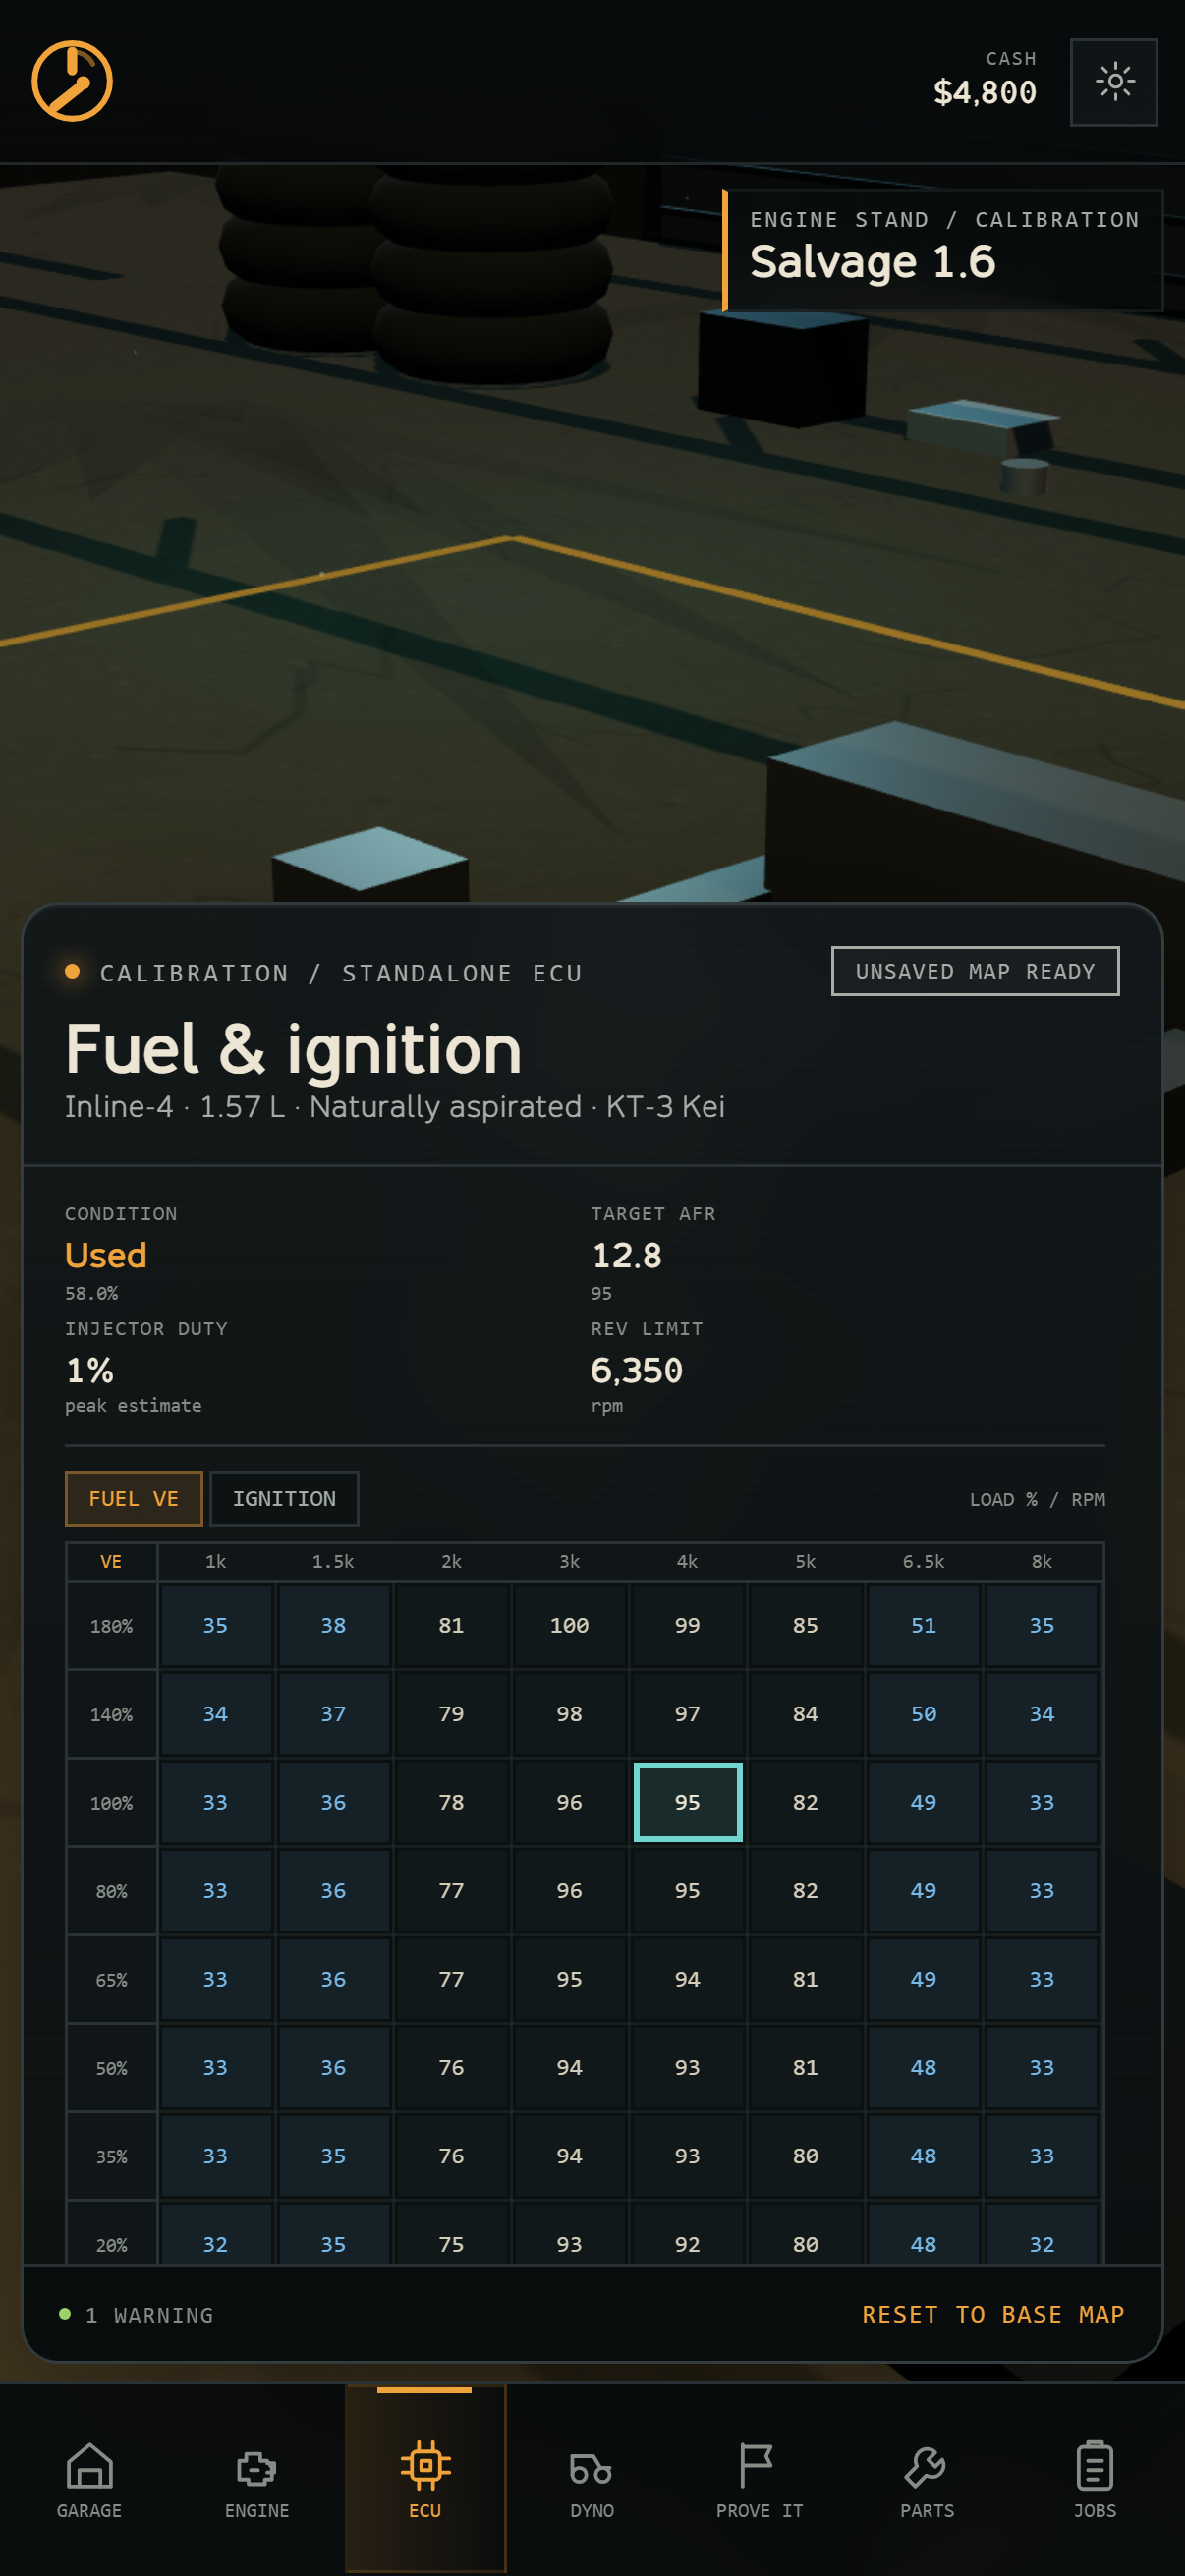 CASH
$4,800
ENGINE STAND / CALIBRATION
Salvage 1.6
CALIBRATION / STANDALONE ECU
UNSAVED MAP READY
Fuel & ignition
Inline-4 · 1.57 L · Naturally aspirated · KT-3 Kei
CONDITION TARGET AFR
Used 12.8
58.0% 95
INJECTOR DUTY REV LIMIT
1% 6,350
peak estimate rpm
FUEL VE IGNITION LOAD % / RPM
VE 1k 1.5k 2k 3k 4k 5k 6.5k 8k
180% 35 38 81 100 99 85 51 35
140% 34 37 79 98 97 84 50 34
100% 33 36 78 96 95 82 49 33
80% 33 36 77 96 95 82 49 33
65% 33 36 77 95 94 81 49 33
50% 33 36 76 94 93 81 48 33
35% 33 35 76 94 93 80 48 33
20% 32 35 75 93 92 80 48 32
1 WARNING RESET TO BASE MAP
GARAGE ENGINE ECU DYNO PROVE IT PARTS JOBS